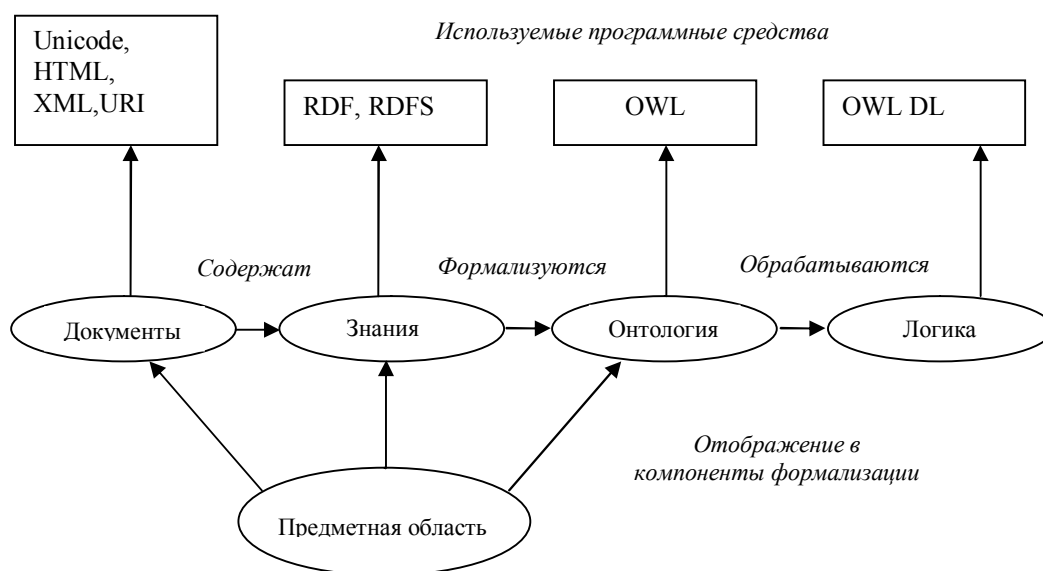 Unicode,
HTML,
XML,URI
Используемые программные средства
RDF, RDFS
OWL
OWL DL
Содержат
Формализуются
Обрабатываются
Документы
Знания
Онтология
Логика
Отображение в
компоненты формализации
Предметная область